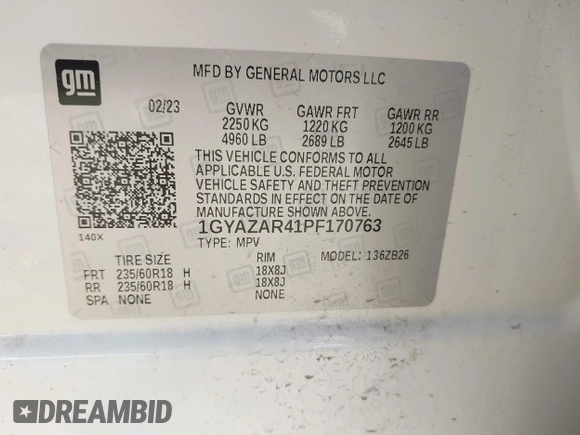 gm
MFD BY GENERAL MOTORS LLC
02/23 GVWR GAWR FRT GAWR RR
2250 KG 1220 KG 1200 KG
4960 LB 2689 LB 2645 LB
THIS VEHICLE CONFORMS TO ALL
APPLICABLE U.S. FEDERAL MOTOR
VEHICLE SAFETY AND THEFT PREVENTION
STANDARDS IN EFFECT ON THE DATE OF
MANUFACTURE SHOWN ABOVE.
140X 1GYAZAR41PF170763
TYPE: MPV MODEL: 136ZB26
TIRE SIZE RIM
FRT 235/60R18 H 18X8J
RR 235/60R18 H 18X8J
SPA NONE NONE
DREAMBID